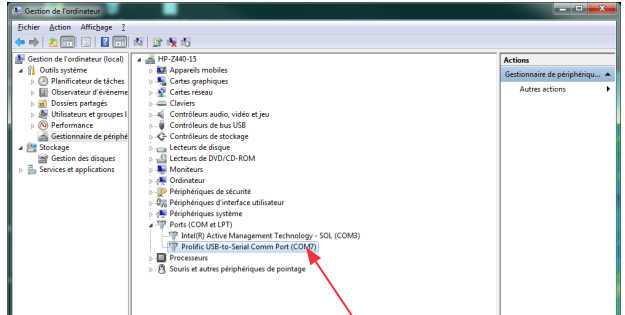 Gestion de l'ordinateur
Fichier Action Affichage ?
Gestion de l'ordinateur (local)
Outils système
Planificateur de tâches
Observateur d'événeme
Dossiers partagés
Utilisateurs et groupes l
Performance
Gestionnaire de périphé
Stockage
Gestion des disques
Services et applications
HP-Z440-15
Appareils mobiles
Cartes graphiques
Cartes réseau
Claviers
Contrôleurs audio, vidéo et jeu
Contrôleurs de bus USB
Contrôleurs de stockage
Lecteurs de disque
Lecteurs de DVD/CD-ROM
Moniteurs
Ordinateur
Périphériques de sécurité
Périphériques d'interface utilisateur
Périphériques système
Ports (COM et LPT)
Intel(R) Active Management Technology - SOL (COM3)
Prolific USB-to-Serial Comm Port (COM7)
Processeurs
Souris et autres périphériques de pointage
Actions
Gestionnaire de périphériqu...
Autres actions